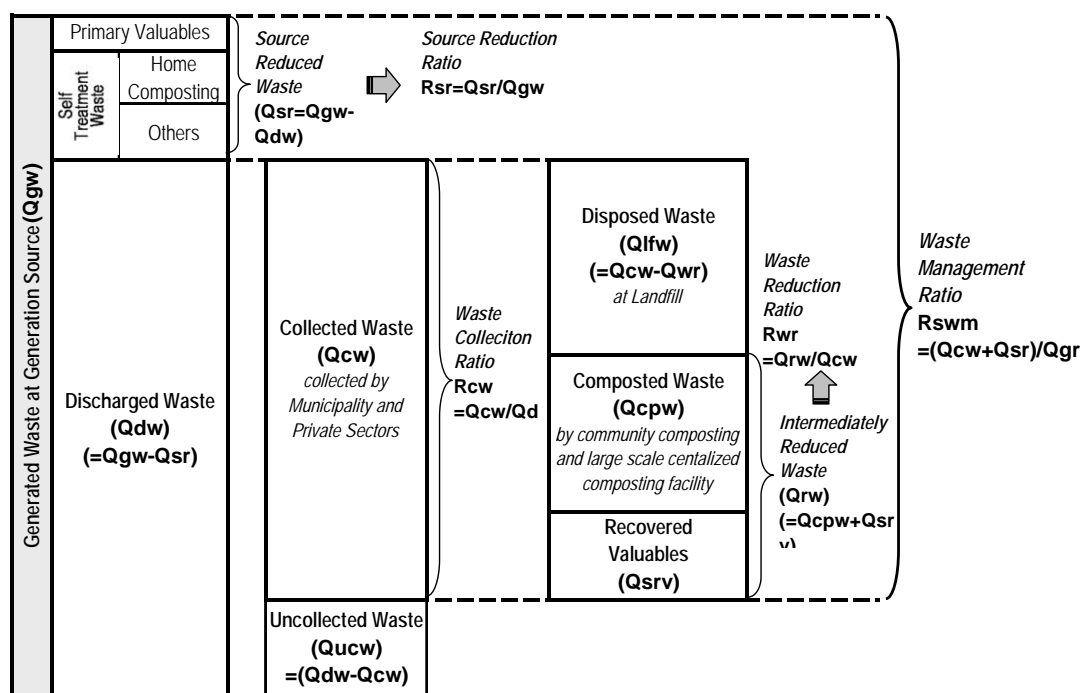 Generated Waste at Generation Source(Qgw)
Primary Valuables
Self
Treatment
Waste
Home
Composting
Others
Source
Reduced
Waste
(Qsr=Qgw-
Qdw)
Source Reduction
Ratio
Rsr=Qsr/Qgw
Discharged Waste
(Qdw)
(=Qgw-Qsr)
Collected Waste
(Qcw)
collected by
Municipality and
Private Sectors
Uncollected Waste
(Qucw)
=(Qdw-Qcw)
Waste
Colleciton
Ratio
Rcw
=Qcw/Qd
Disposed Waste
(Qlfw)
(=Qcw-Qwr)
at Landfill
Composted Waste
(Qcpw)
by community composting
and large scale centalized
composting facility
Recovered
Valuables
(Qsrv)
Waste
Reduction
Ratio
Rwr
=Qrw/Qcw
Intermediately
Reduced
Waste
(Qrw)
(=Qcpw+Qsr
v)
Waste
Management
Ratio
Rswm
=(Qcw+Qsr)/Qgr